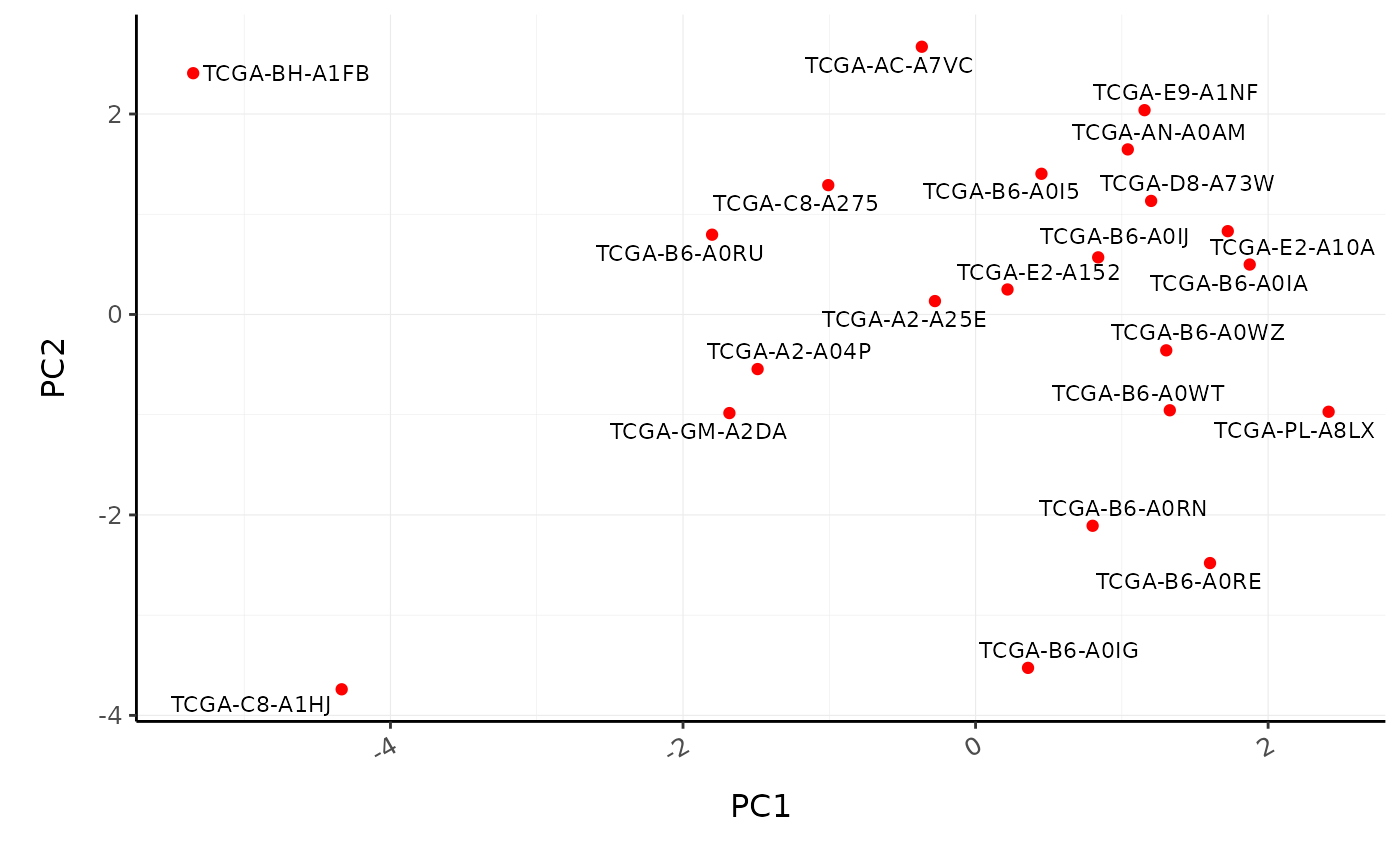 TCGA-AC-A7VC
TCGA-BH-A1FB
TCGA-E9-A1NF
2
TCGA-AN-A0AM
TCGA-D8-A73W
TCGA-B6-A0I5
TCGA-C8-A275
TCGA-B6-A0IJ
TCGA-E2-A10A
TCGA-B6-A0RU
TCGA-E2-A152
TCGA-B6-A0IA
0
TCGA-A2-A25E
TCGA-B6-A0WZ
TCGA-A2-A04P
PC2
TCGA-B6-A0WT
TCGA-GM-A2DA
TCGA-PL-A8LX
TCGA-B6-A0RN
-2
TCGA-B6-A0RE
TCGA-B6-A0IG
TCGA-C8-A1HJ
-4
-4
-2
0
2
PC1